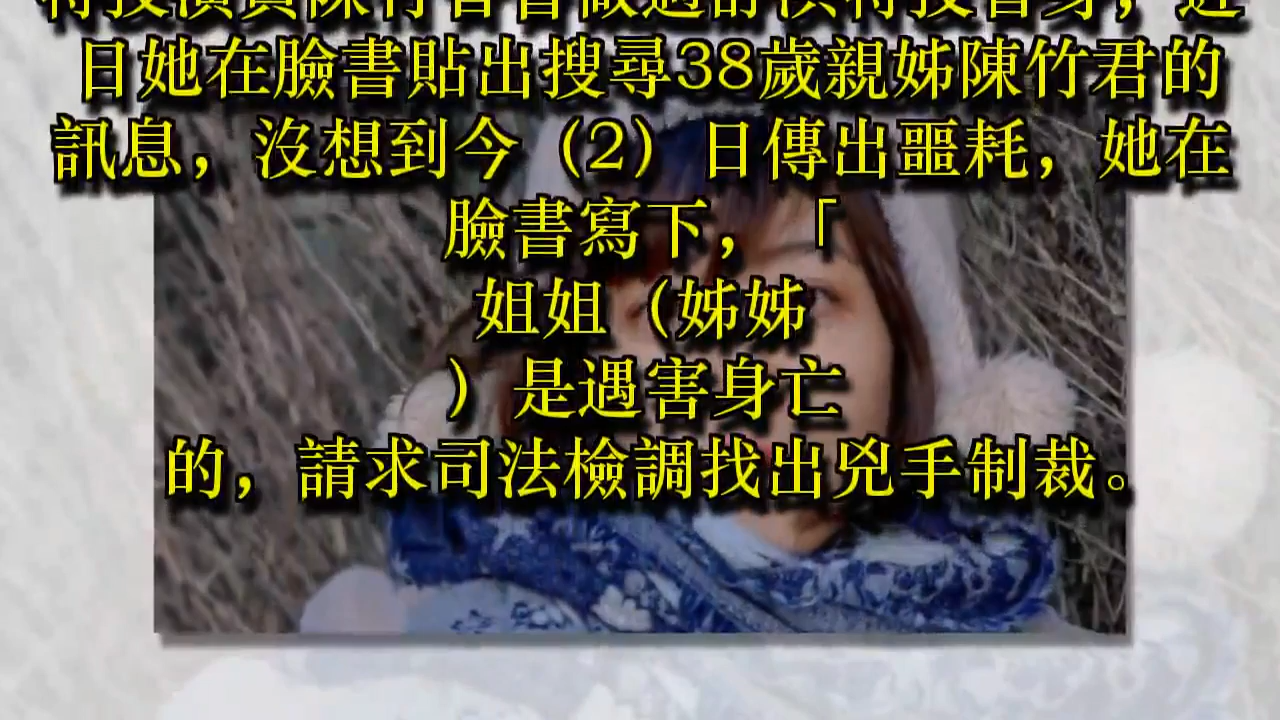 日她在臉書貼出搜尋38歲親姊陳竹君的
訊息，沒想到今（2）日傳出噩耗，她在
臉書寫下，「
姐姐（姊姊
）是遇害身亡
的，請求司法檢調找出兇手制裁。